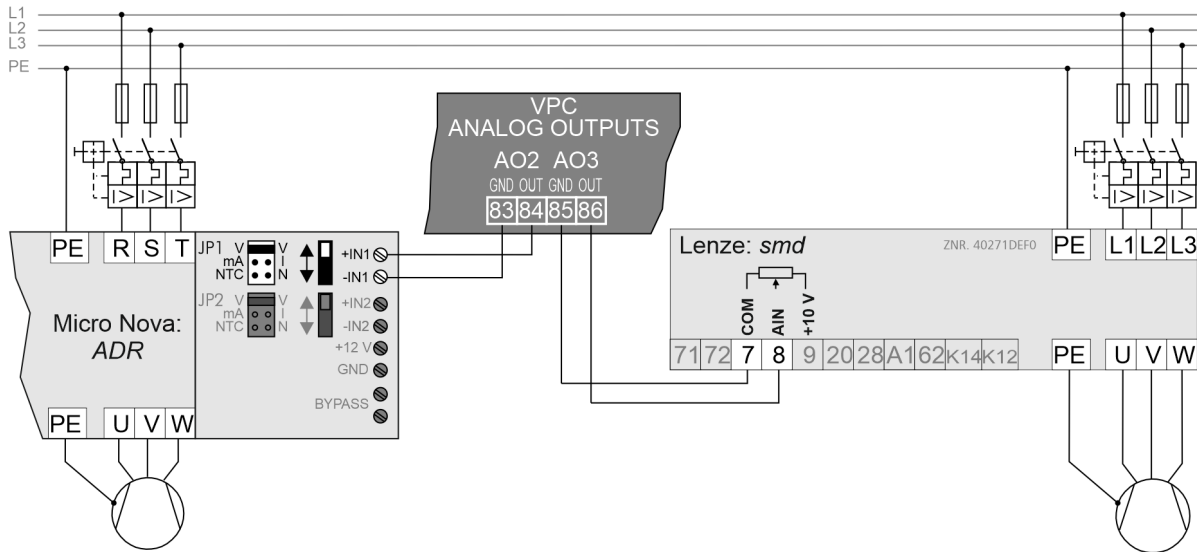 L1
L2
L3
PE
VPC
ANALOG OUTPUTS
AO2 AO3
GND OUT GND OUT
83 84 85 86
PE R S T
JP1 V V
mA I
NTC N
+IN1
-IN1
JP2 V V
mA I
NTC N
+IN2
-IN2
+12 V
GND
BYPASS
Micro Nova:
ADR
PE U V W
I> I> I>
Lenze: smd
ZNR. 40271DEF0
PE L1 L2 L3
COM AIN +10 V
71 72 7 8 9 20 28 A1 62 K14 K12
PE U V W
I> I> I>